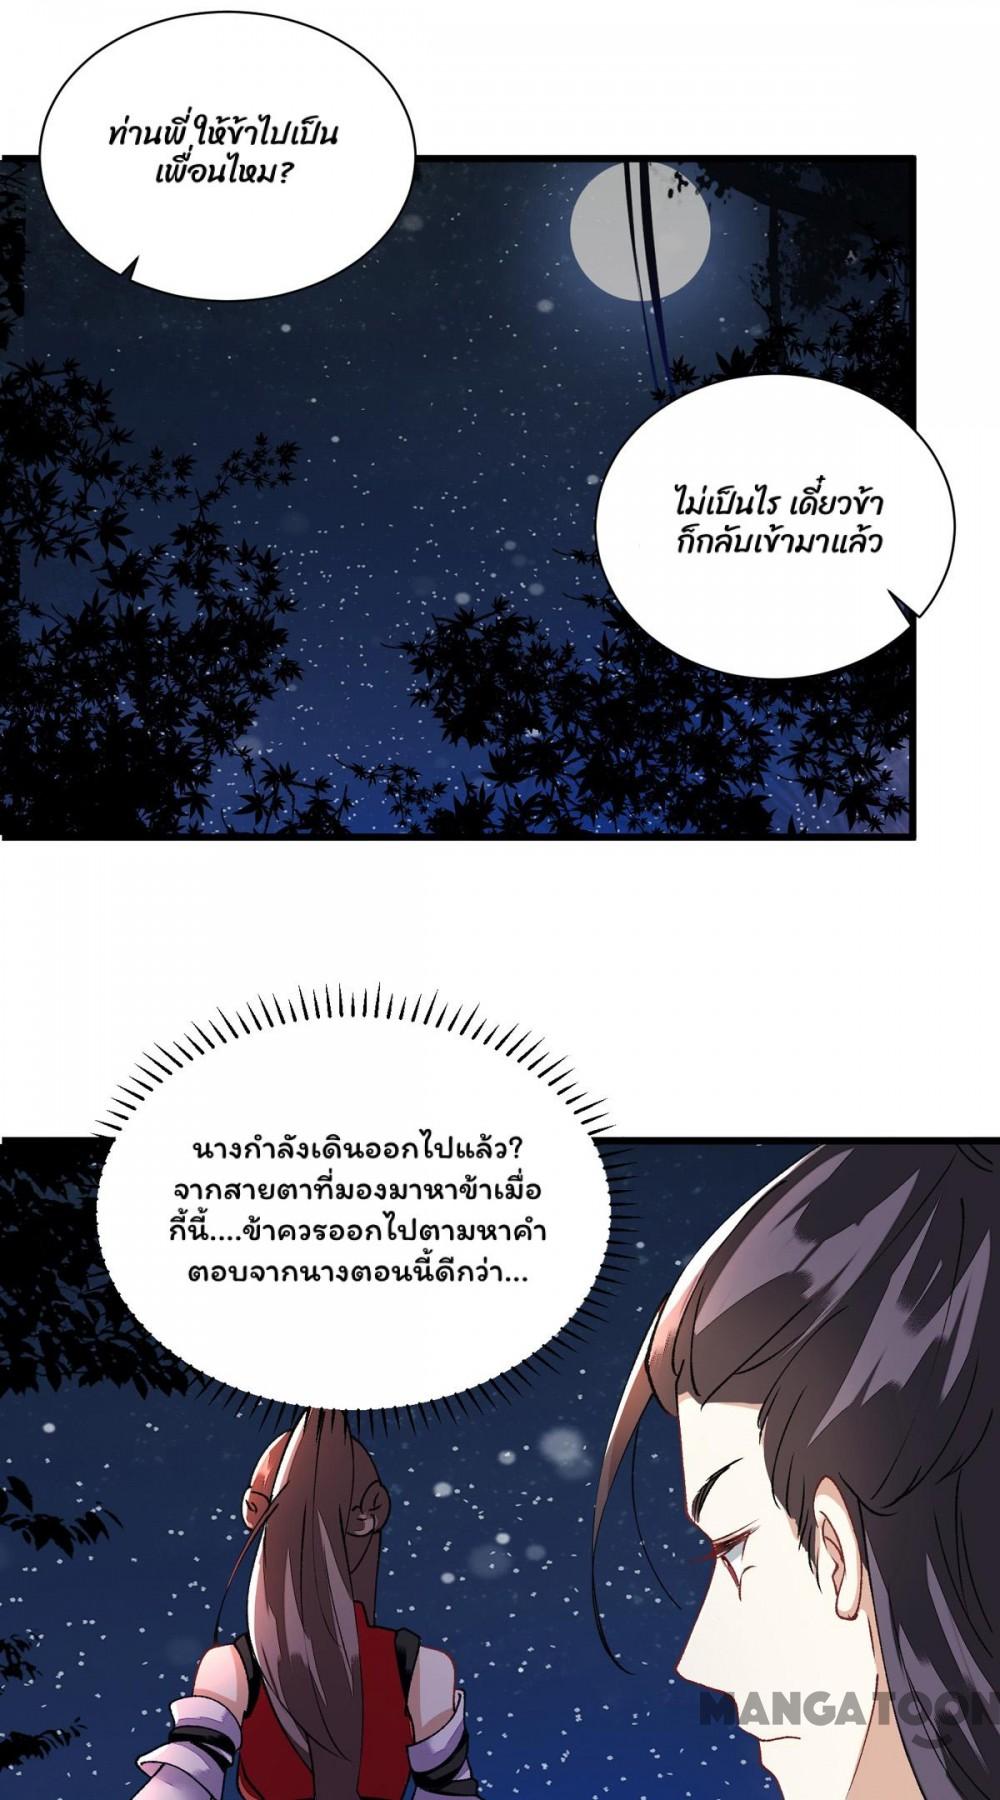 ท่านพี่ ให้ข้าไปเป็น
เพื่อนไหม?
ไม่เป็นไร เดี๋ยวข้า
ก็กลับเข้ามาแล้ว
นางกำลังเดินออกไปแล้ว?
จากสายตาที่มองมาหาข้าเมื่อ
กี้นี้....ข้าควรออกไปตามหาคำ
ตอบจากนางตอนนี้ดีกว่า...
MANGATOON